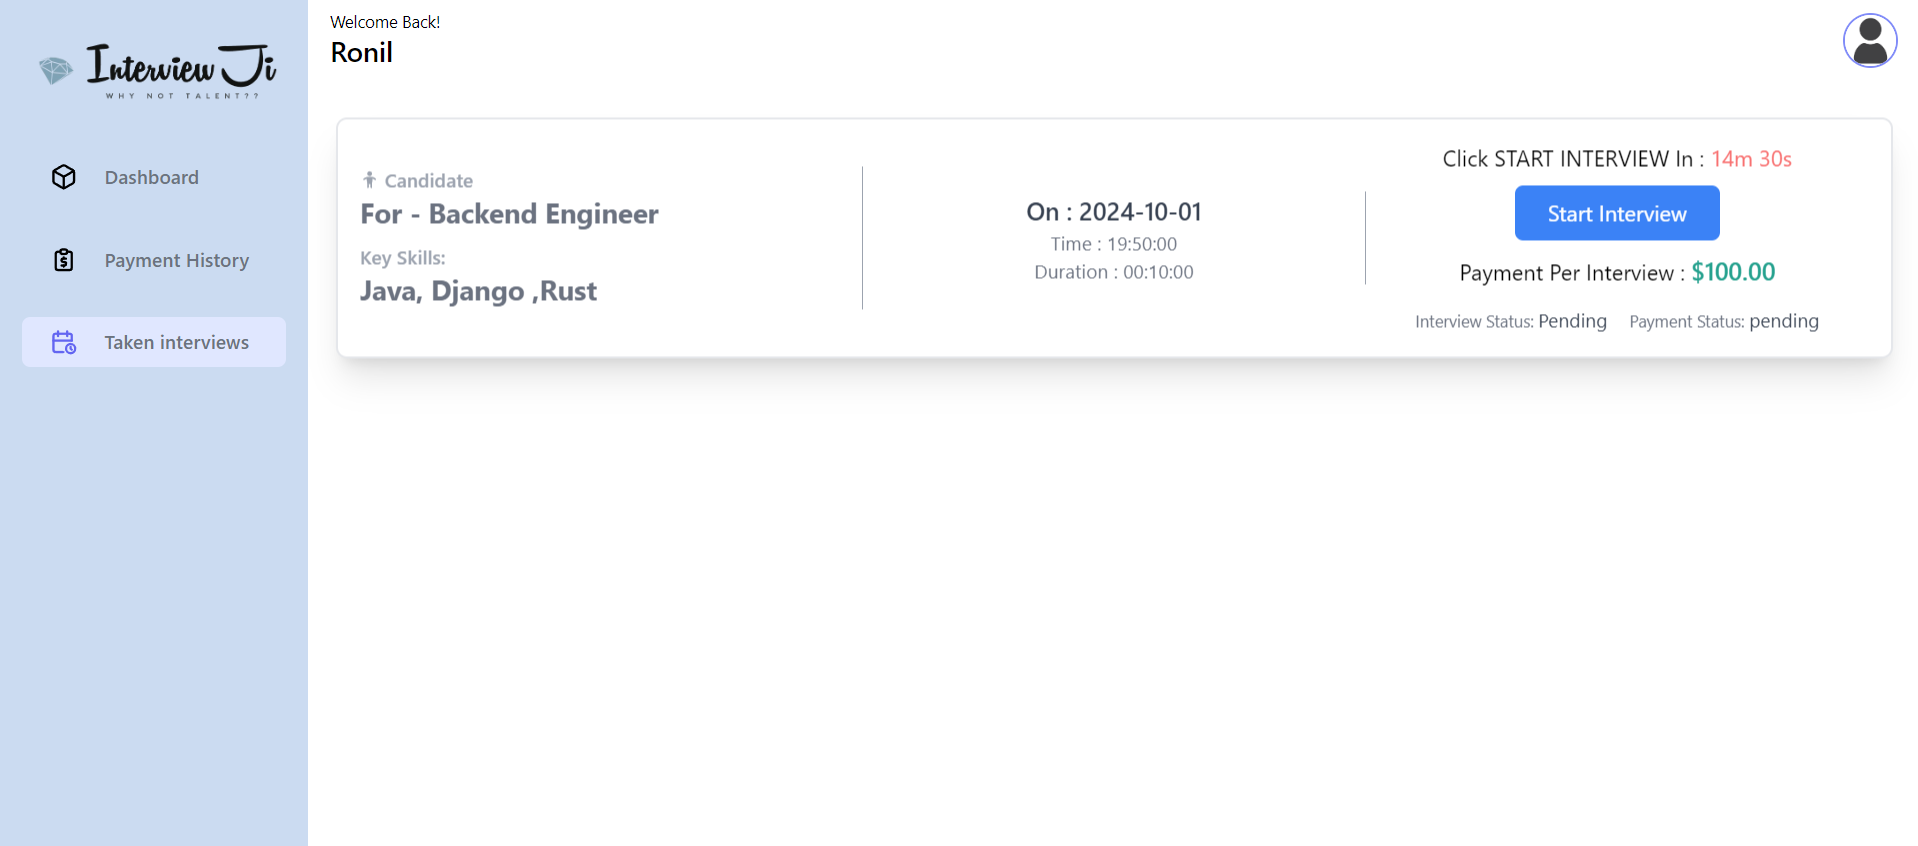 Interview Ji
WHY NOT TALENT??
Dashboard
Payment History
Taken interviews
Welcome Back!
Ronil
Candidate
For - Backend Engineer
Key Skills:
Java, Django ,Rust
On : 2024-10-01
Time : 19:50:00
Duration : 00:10:00
Click START INTERVIEW In : 14m 30s
Start Interview
Payment Per Interview : $100.00
Interview Status: Pending Payment Status: pending